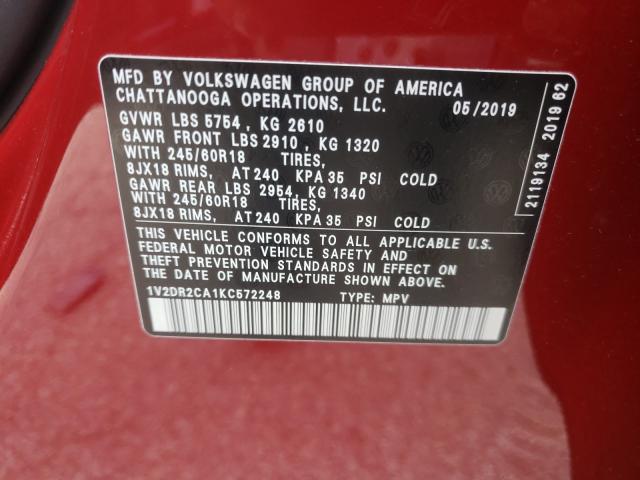 MFD BY VOLKSWAGEN GROUP OF AMERICA
CHATTANOOGA OPERATIONS, LLC. 05/2019
GVWR LBS 5754 , KG 2610
GAWR FRONT LBS 2910 , KG 1320
WITH 245/60R18 TIRES,
8JX18 RIMS, AT 240 KPA 35 PSI COLD
GAWR REAR LBS 2954, KG 1340
WITH 245/60R18 TIRES,
8JX18 RIMS, AT 240 KPA 35 PSI COLD
THIS VEHICLE CONFORMS TO ALL APPLICABLE U.S.
FEDERAL MOTOR VEHICLE SAFETY, BUMPER, AND
THEFT PREVENTION STANDARDS IN EFFECT ON
THE DATE OF MANUFACTURE SHOWN ABOVE.
1V2DR2CA1KC572248 TYPE: MPV
2119134 2019 62